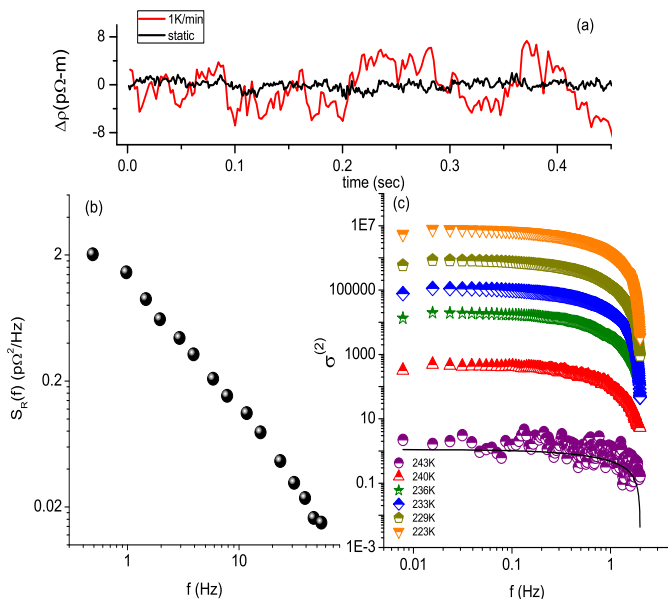 1K/min
static
(a)
Δρ(pΩ-m)
8
0
-8
0.0 0.1 0.2 0.3 0.4
time (sec)
(b)
S_R(f) (pΩ²/Hz)
2
0.2
0.02
1 10
f (Hz)
(c)
σ⁽²⁾
1E7
100000
1000
10
0.1
1E-3
243K
240K
236K
233K
229K
223K
0.01 0.1 1
f (Hz)